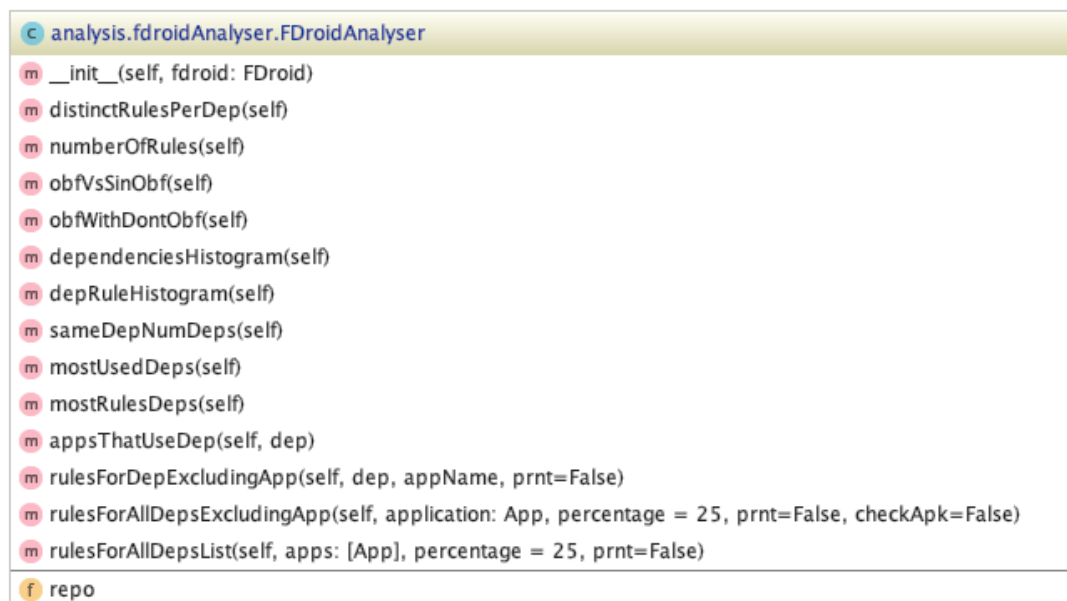 C analysis.fdroidAnalyser.FDroidAnalyser
m __init__(self, fdroid: FDroid)
m distinctRulesPerDep(self)
m numberOfRules(self)
m obfVsSinObf(self)
m obfWithDontObf(self)
m dependenciesHistogram(self)
m depRuleHistogram(self)
m sameDepNumDeps(self)
m mostUsedDeps(self)
m mostRulesDeps(self)
m appsThatUseDep(self, dep)
m rulesForDepExcludingApp(self, dep, appName, prnt=False)
m rulesForAllDepsExcludingApp(self, application: App, percentage = 25, prnt=False, checkApk=False)
m rulesForAllDepsList(self, apps: [App], percentage = 25, prnt=False)
f repo